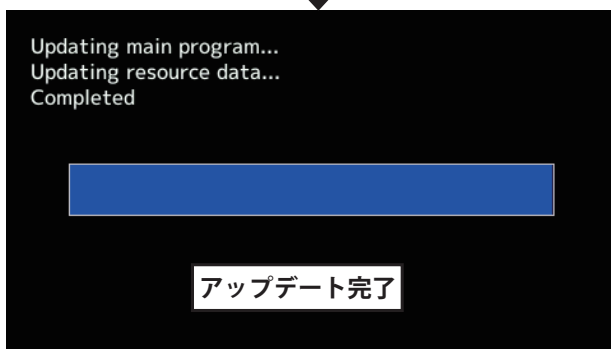 Updating main program...
Updating resource data...
Completed
アップデート完了